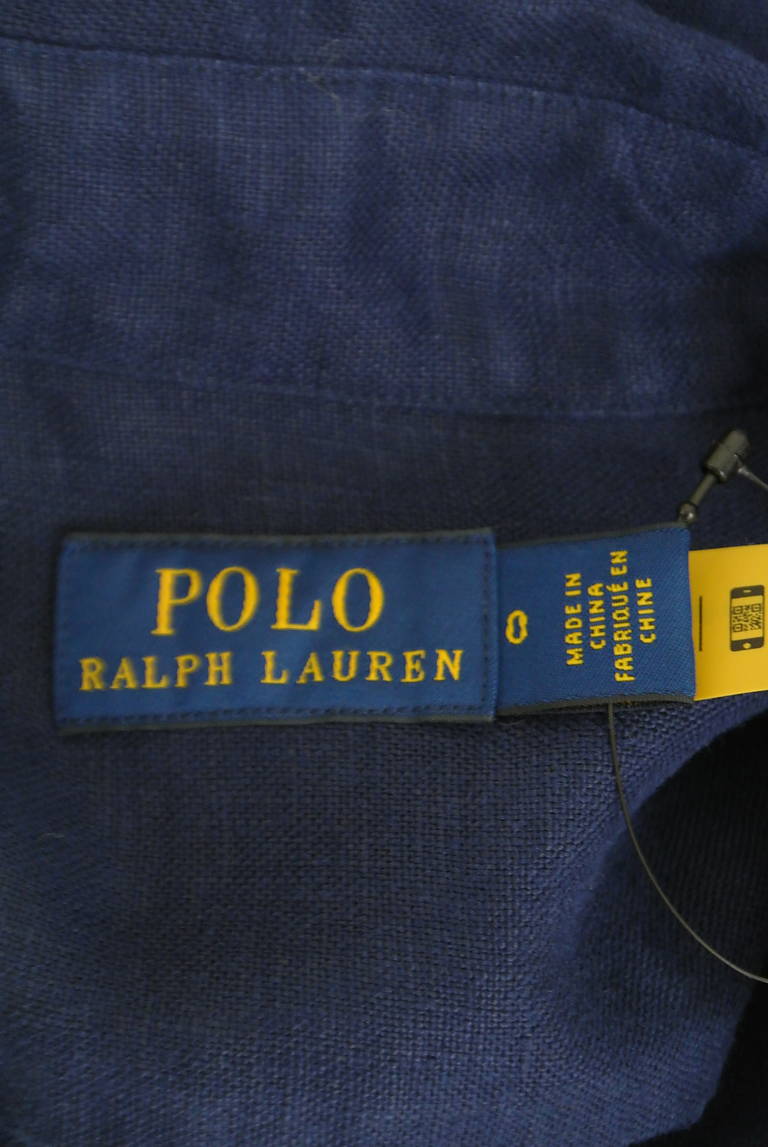 POLO
RALPH LAUREN
0
MADE IN
CHINA
FABRIQUÉ EN
CHINE